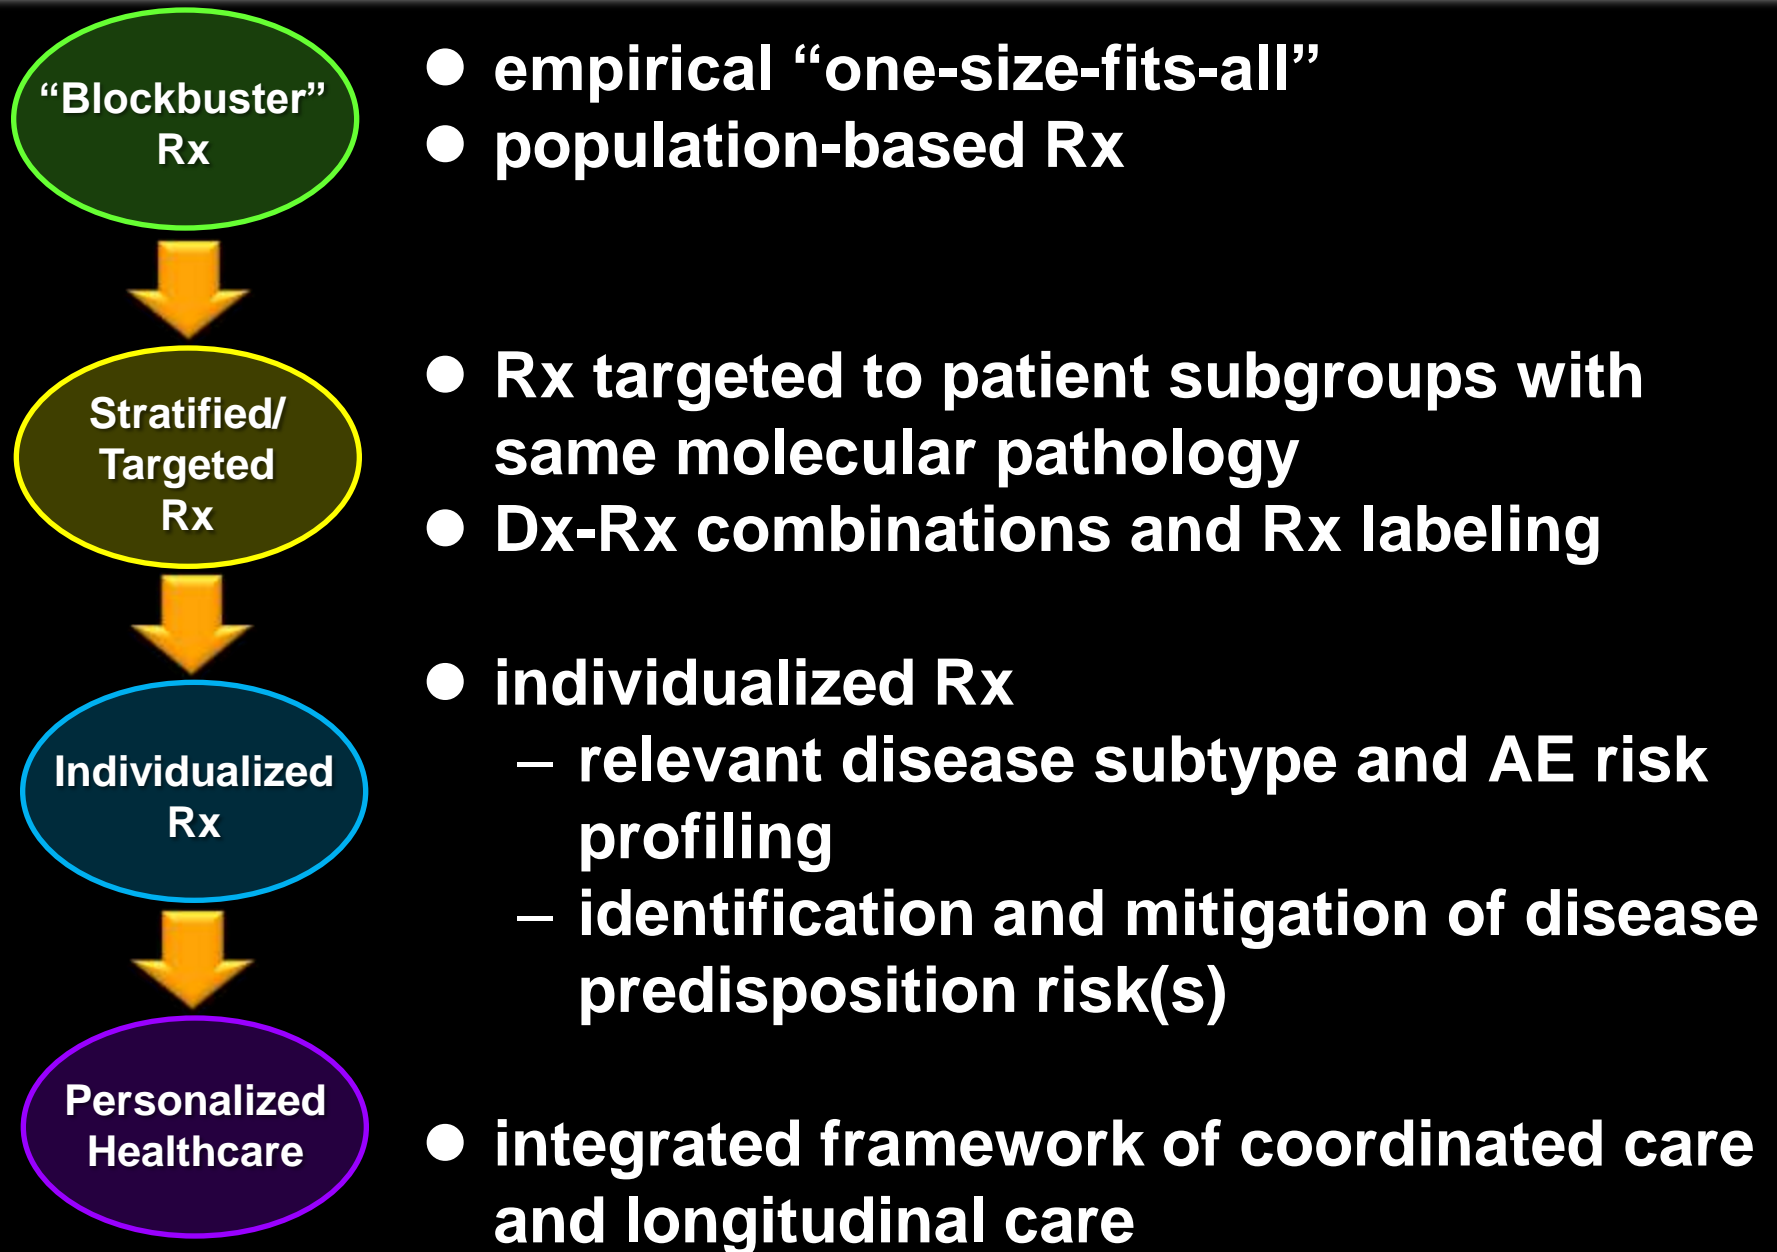 “Blockbuster”
Rx
● empirical “one-size-fits-all”
● population-based Rx
Stratified/
Targeted
Rx
● Rx targeted to patient subgroups with
same molecular pathology
● Dx-Rx combinations and Rx labeling
Individualized
Rx
● individualized Rx
– relevant disease subtype and AE risk
profiling
– identification and mitigation of disease
predisposition risk(s)
Personalized
Healthcare
● integrated framework of coordinated care
and longitudinal care